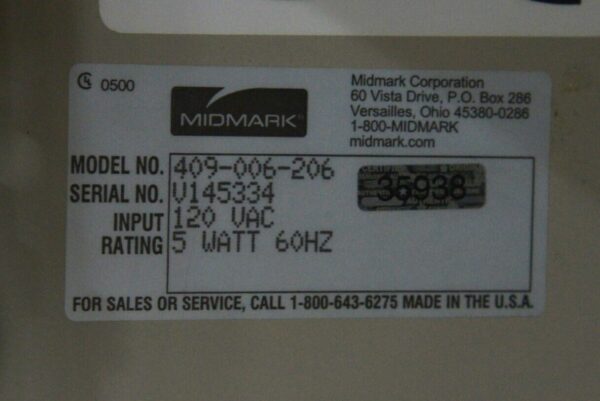 0500
MIDMARK
Midmark Corporation
60 Vista Drive, P.O. Box 286
Versailles, Ohio 45380-0286
1-800-MIDMARK
midmark.com
MODEL NO. 409-006-206
SERIAL NO. V145334
INPUT 120 VAC
RATING 5 WATT 60HZ
36938
FOR SALES OR SERVICE, CALL 1-800-643-6275 MADE IN THE U.S.A.